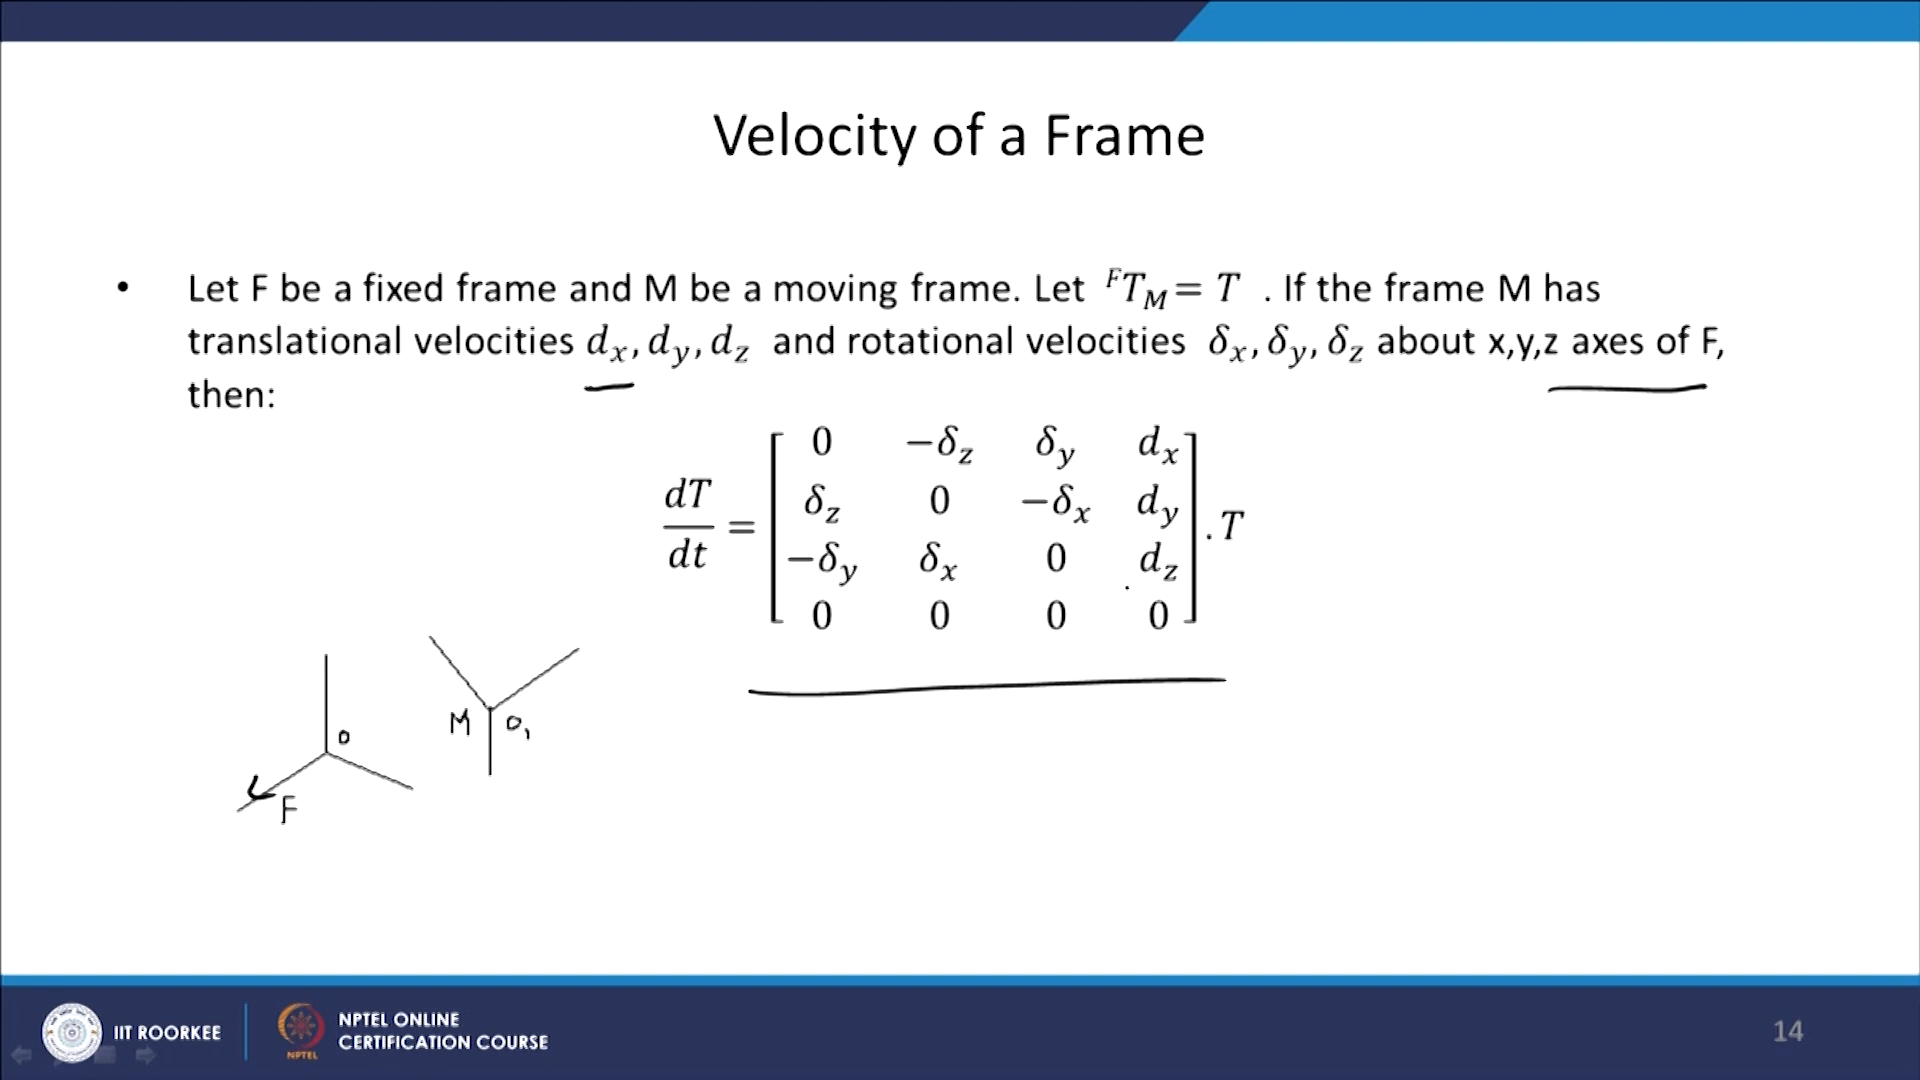 Velocity of a Frame
• Let F be a fixed frame and M be a moving frame. Let ᶠT_M = T . If the frame M has
translational velocities d_x, d_y, d_z and rotational velocities δ_x, δ_y, δ_z about x,y,z axes of F,
then:
dT/dt = [ 0 −δ_z δ_y d_x
δ_z 0 −δ_x d_y
−δ_y δ_x 0 d_z
0 0 0 0 ] . T
M O₁
O
F
IIT ROORKEE
NPTEL
NPTEL ONLINE
CERTIFICATION COURSE
14